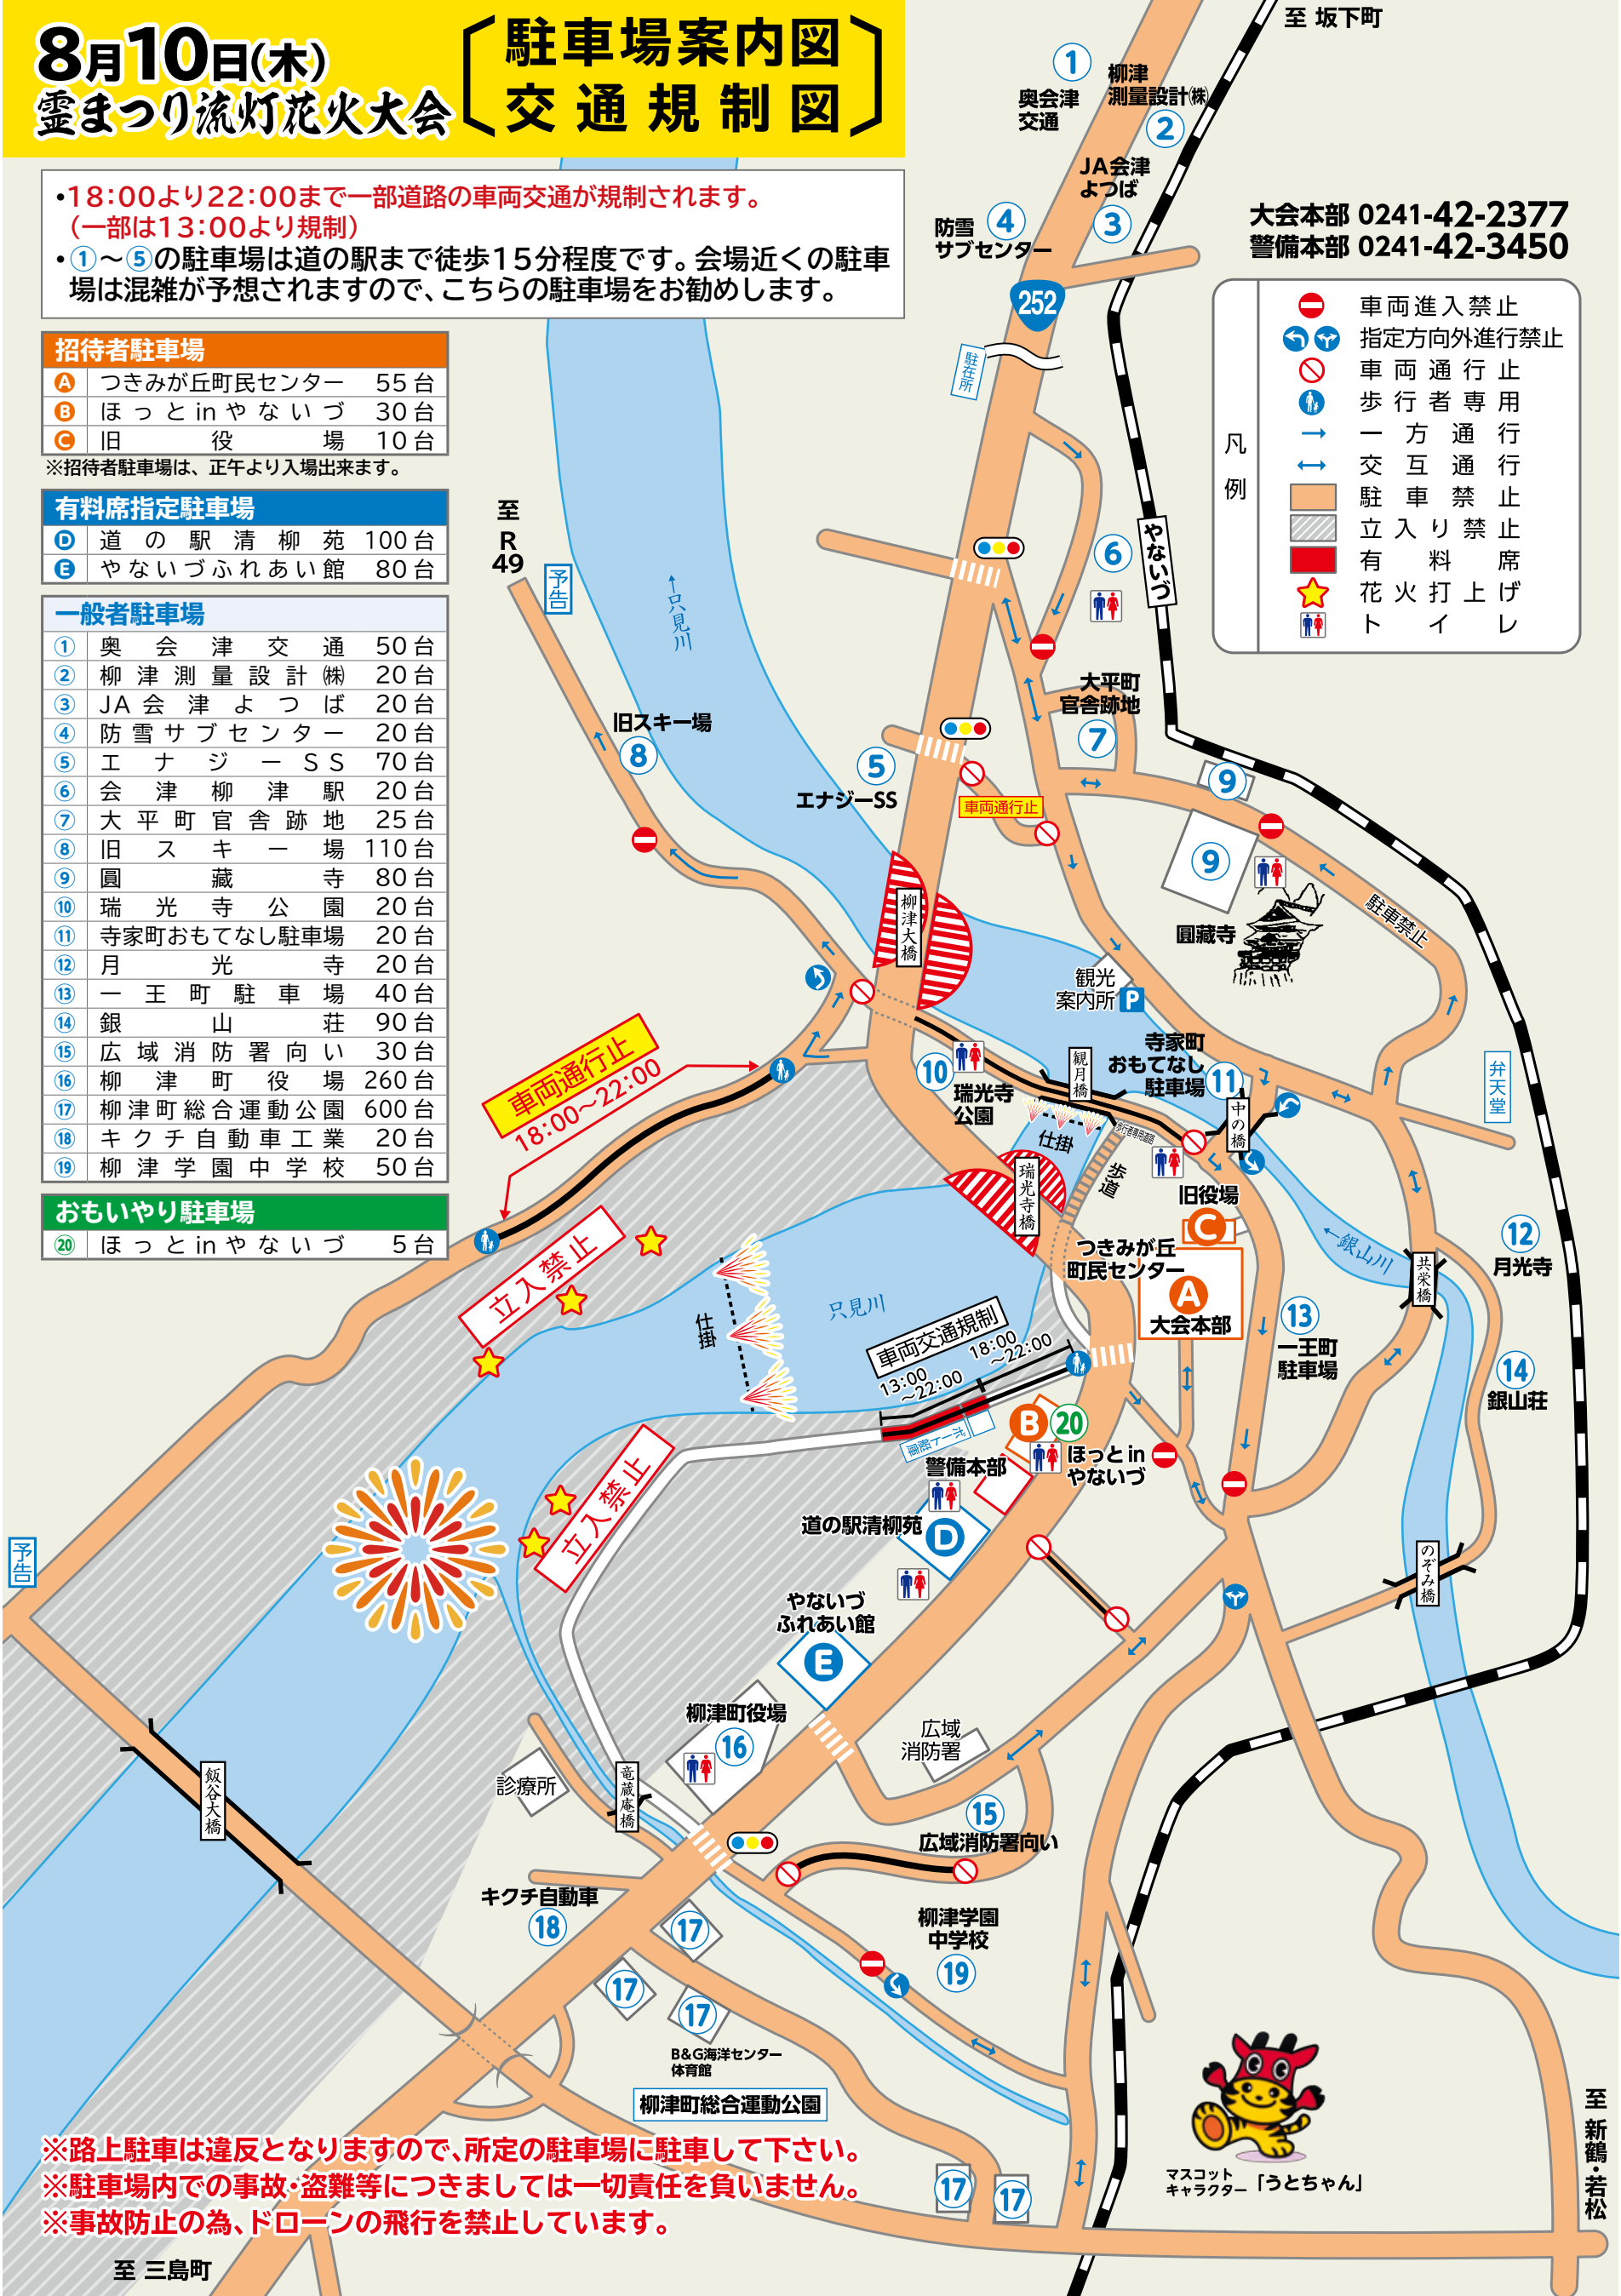 8月10日(木)
霊まつり流灯花火大会
駐車場案内図
交通規制図
•18:00より22:00まで一部道路の車両交通が規制されます。
(一部は13:00より規制)
•①～⑤の駐車場は道の駅まで徒歩15分程度です。会場近くの駐車
場は混雑が予想されますので、こちらの駐車場をお勧めします。
招待者駐車場
A つきみが丘町民センター 55台
B ほっとinやないづ 30台
C 旧役場 10台
※招待者駐車場は、正午より入場出来ます。
有料席指定駐車場
D 道の駅清柳苑 100台
E やないづふれあい館 80台
一般者駐車場
① 奥会津交通 50台
② 柳津測量設計㈱ 20台
③ JA会津よつば 20台
④ 防雪サブセンター 20台
⑤ エナジーSS 70台
⑥ 会津柳津駅 20台
⑦ 大平町官舎跡地 25台
⑧ 旧スキー場 110台
⑨ 圓藏寺 80台
⑩ 瑞光寺公園 20台
⑪ 寺家町おもてなし駐車場 20台
⑫ 月光寺 20台
⑬ 一王町駐車場 40台
⑭ 銀山荘 90台
⑮ 広域消防署向い 30台
⑯ 柳津町役場 260台
⑰ 柳津町総合運動公園 600台
⑱ キクチ自動車工業 20台
⑲ 柳津学園中学校 50台
おもいやり駐車場
⑳ ほっとinやないづ 5台
至 坂下町
①
奥会津
交通
柳津
測量設計㈱
②
JA会津
よつば
③
防雪
サブセンター
④
252
駐在所
大会本部 0241-42-2377
警備本部 0241-42-3450
凡例
車両進入禁止
指定方向外進行禁止
車両通行止
歩行者専用
一方通行
交互通行
駐車禁止
立入り禁止
有料席
花火打上げ
トイレ
至
R
49
予告
←只見川
やないづ
⑥
旧スキー場
⑧
大平町
官舎跡地
⑦
⑤
エナジーSS
車両通行止
⑨
⑨
圓藏寺
駐車禁止
柳津大橋
観光
案内所
P
寺家町
おもてなし
駐車場
⑪
弁天堂
車両通行止
18:00～22:00
⑩
瑞光寺
公園
観月橋
中の橋
仕掛
歩行者専用道路
歩道
瑞光寺橋
旧役場
C
つきみが丘
町民センター
A
大会本部
←銀山川
共栄橋
⑫
月光寺
⑬
一王町
駐車場
⑭
銀山荘
立入禁止
仕掛
只見川
車両交通規制
13:00
～22:00
18:00
～22:00
B
⑳
ほっとin
やないづ
警備本部
道の駅清柳苑
D
立入禁止
予告
やないづ
ふれあい館
E
のぞみ橋
柳津町役場
⑯
広域
消防署
診療所
竜蔵庵橋
飯谷大橋
⑮
広域消防署向い
キクチ自動車
⑱
⑰
⑰
⑰
柳津学園
中学校
⑲
B&G海洋センター
体育館
柳津町総合運動公園
⑰
⑰
マスコット
キャラクター「うとちゃん」
至 新鶴・若松
※路上駐車は違反となりますので、所定の駐車場に駐車して下さい。
※駐車場内での事故・盗難等につきましては一切責任を負いません。
※事故防止の為、ドローンの飛行を禁止しています。
至 三島町